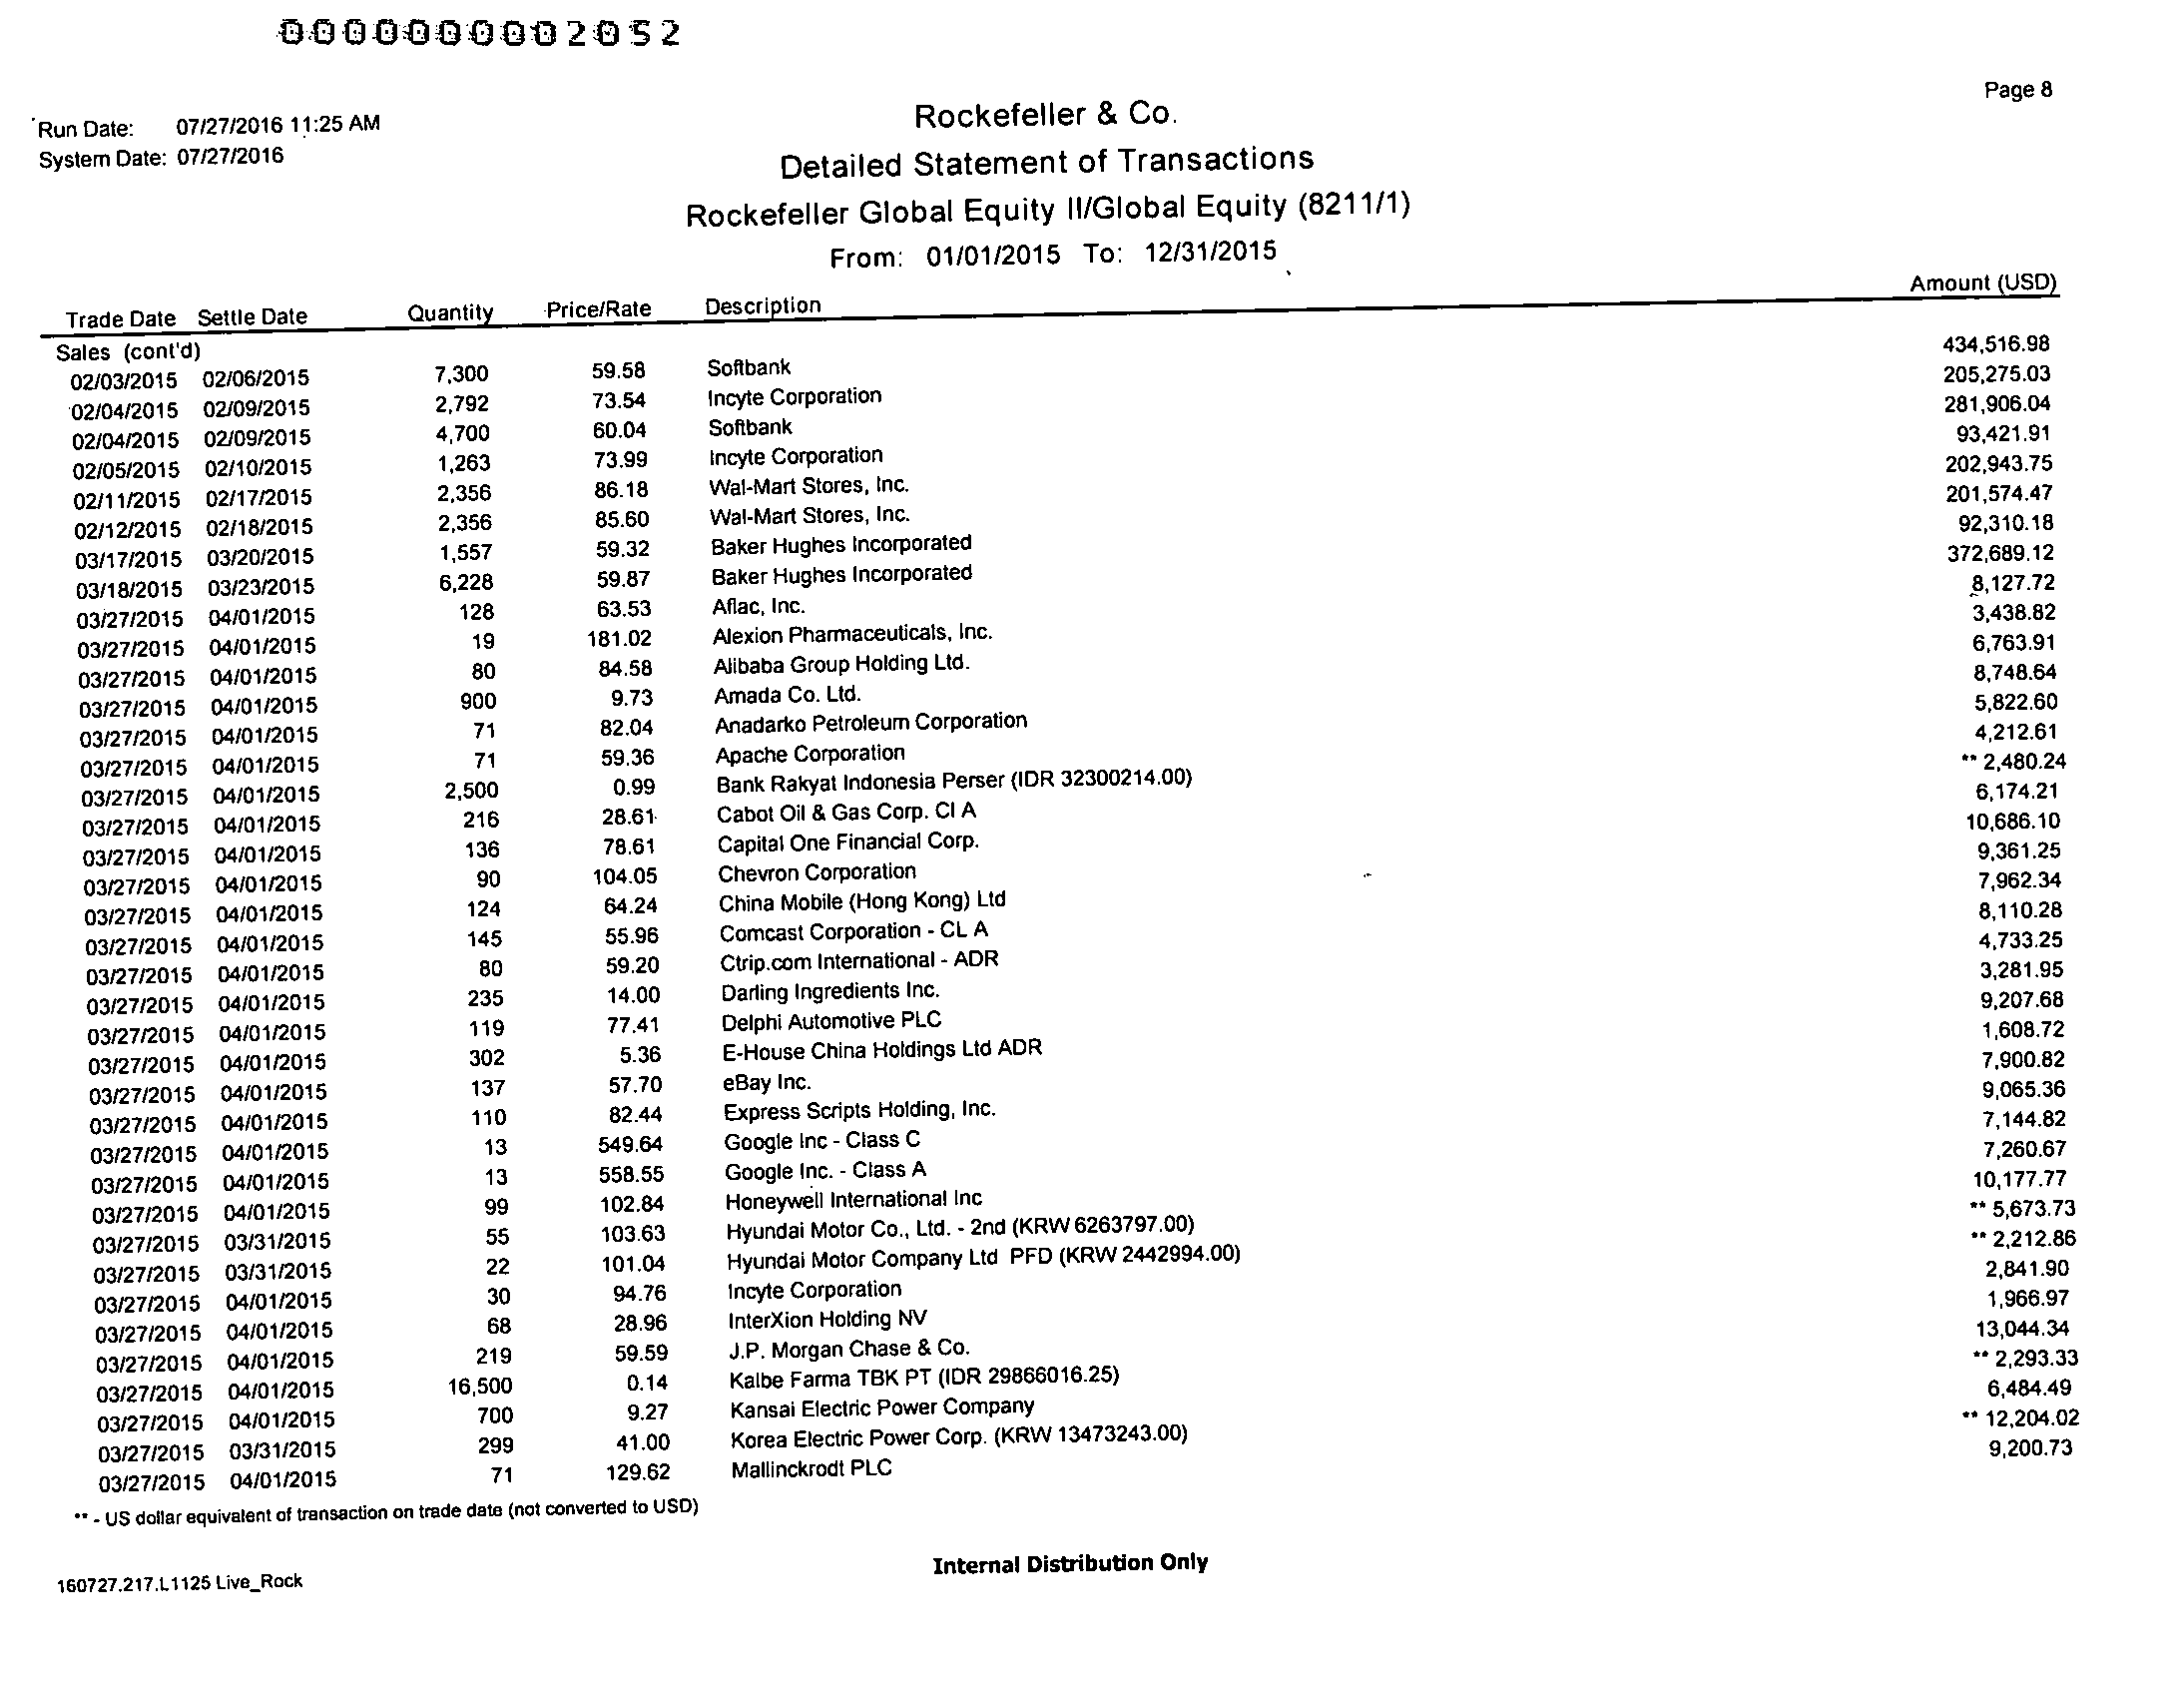 0000000002052
Page 8
Run Date: 07/27/2016 11:25 AM
System Date: 07/27/2016
Rockefeller & Co.
Detailed Statement of Transactions
Rockefeller Global Equity II/Global Equity (8211/1)
From: 01/01/2015 To: 12/31/2015
Trade Date Settle Date Quantity Price/Rate Description Amount (USD)
Sales (cont'd)
02/03/2015 02/06/2015 7,300 59.58 Softbank 434,516.98
02/04/2015 02/09/2015 2,792 73.54 Incyte Corporation 205,275.03
02/04/2015 02/09/2015 4,700 60.04 Softbank 281,906.04
02/05/2015 02/10/2015 1,263 73.99 Incyte Corporation 93,421.91
02/11/2015 02/17/2015 2,356 86.18 Wal-Mart Stores, Inc. 202,943.75
02/12/2015 02/18/2015 2,356 85.60 Wal-Mart Stores, Inc. 201,574.47
03/17/2015 03/20/2015 1,557 59.32 Baker Hughes Incorporated 92,310.18
03/18/2015 03/23/2015 6,228 59.87 Baker Hughes Incorporated 372,689.12
03/27/2015 04/01/2015 128 63.53 Aflac, Inc. 8,127.72
03/27/2015 04/01/2015 19 181.02 Alexion Pharmaceuticals, Inc. 3,438.82
03/27/2015 04/01/2015 80 84.58 Alibaba Group Holding Ltd. 6,763.91
03/27/2015 04/01/2015 900 9.73 Amada Co. Ltd. 8,748.64
03/27/2015 04/01/2015 71 82.04 Anadarko Petroleum Corporation 5,822.60
03/27/2015 04/01/2015 71 59.36 Apache Corporation 4,212.61
03/27/2015 04/01/2015 2,500 0.99 Bank Rakyat Indonesia Perser (IDR 32300214.00) ** 2,480.24
03/27/2015 04/01/2015 216 28.61 Cabot Oil & Gas Corp. Cl A 6,174.21
03/27/2015 04/01/2015 136 78.61 Capital One Financial Corp. 10,686.10
03/27/2015 04/01/2015 90 104.05 Chevron Corporation 9,361.25
03/27/2015 04/01/2015 124 64.24 China Mobile (Hong Kong) Ltd 7,962.34
03/27/2015 04/01/2015 145 55.96 Comcast Corporation - CL A 8,110.28
03/27/2015 04/01/2015 80 59.20 Ctrip.com International - ADR 4,733.25
03/27/2015 04/01/2015 235 14.00 Darling Ingredients Inc. 3,281.95
03/27/2015 04/01/2015 119 77.41 Delphi Automotive PLC 9,207.68
03/27/2015 04/01/2015 302 5.36 E-House China Holdings Ltd ADR 1,608.72
03/27/2015 04/01/2015 137 57.70 eBay Inc. 7,900.82
03/27/2015 04/01/2015 110 82.44 Express Scripts Holding, Inc. 9,065.36
03/27/2015 04/01/2015 13 549.64 Google Inc - Class C 7,144.82
03/27/2015 04/01/2015 13 558.55 Google Inc. - Class A 7,260.67
03/27/2015 04/01/2015 99 102.84 Honeywell International Inc 10,177.77
03/27/2015 03/31/2015 55 103.63 Hyundai Motor Co., Ltd. - 2nd (KRW 6263797.00) ** 5,673.73
03/27/2015 03/31/2015 22 101.04 Hyundai Motor Company Ltd PFD (KRW 2442994.00) ** 2,212.86
03/27/2015 04/01/2015 30 94.76 Incyte Corporation 2,841.90
03/27/2015 04/01/2015 68 28.96 InterXion Holding NV 1,966.97
03/27/2015 04/01/2015 219 59.59 J.P. Morgan Chase & Co. 13,044.34
03/27/2015 04/01/2015 16,500 0.14 Kalbe Farma TBK PT (IDR 29866016.25) ** 2,293.33
03/27/2015 04/01/2015 700 9.27 Kansai Electric Power Company 6,484.49
03/27/2015 03/31/2015 299 41.00 Korea Electric Power Corp. (KRW 13473243.00) ** 12,204.02
03/27/2015 04/01/2015 71 129.62 Mallinckrodt PLC 9,200.73
** - US dollar equivalent of transaction on trade date (not converted to USD)
Internal Distribution Only
160727.217.L1125 Live_Rock